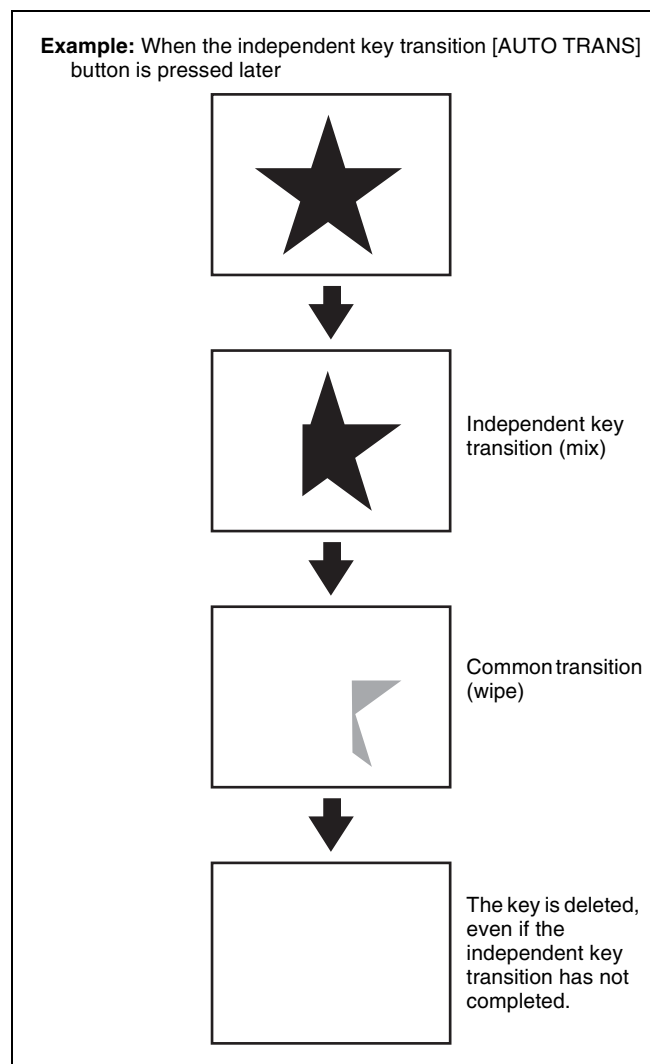 Example: When the independent key transition [AUTO TRANS]
button is pressed later
Independent key
transition (mix)
Common transition
(wipe)
The key is deleted,
even if the
independent key
transition has not
completed.